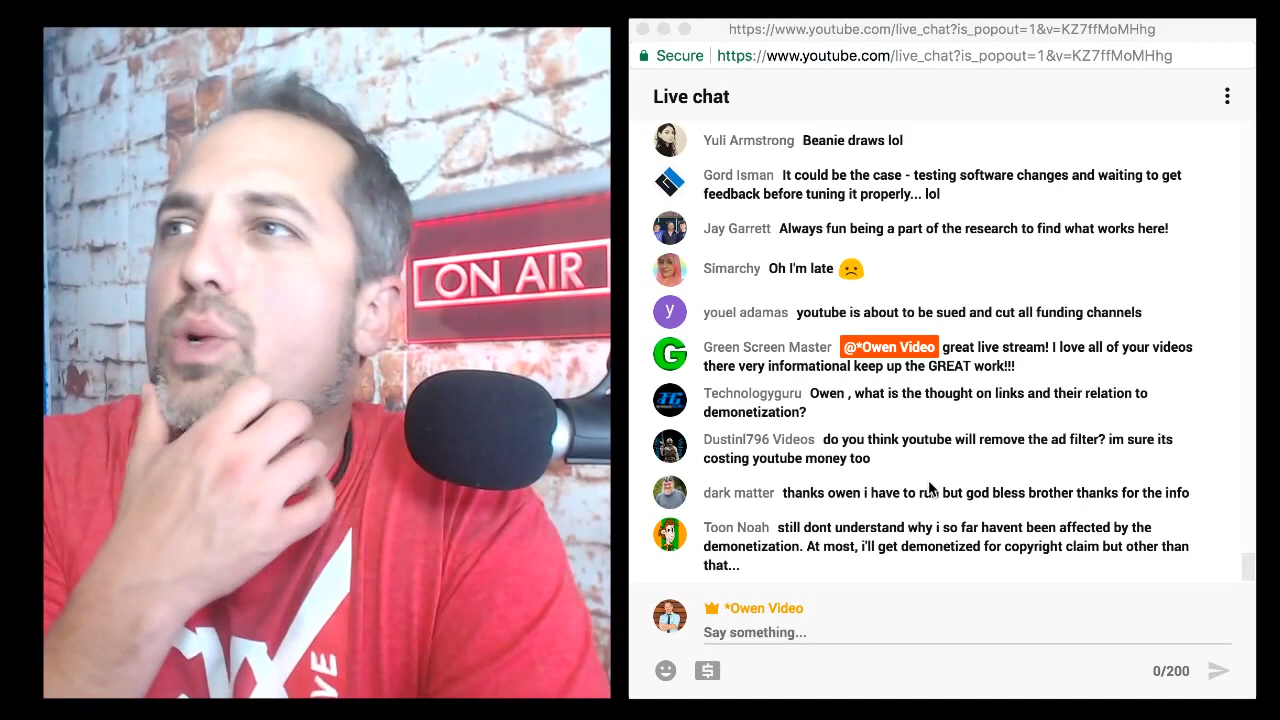 https://www.youtube.com/live_chat?is_popout=1&v=KZ7ffMoMHhg
Secure https://www.youtube.com/live_chat?is_popout=1&v=KZ7ffMoMHhg
Live chat
Yuli Armstrong Beanie draws lol
Gord Isman It could be the case - testing software changes and waiting to get
feedback before tuning it properly... lol
Jay Garrett Always fun being a part of the research to find what works here!
Simarchy Oh I'm late
y
youel adamas youtube is about to be sued and cut all funding channels
Green Screen Master @*Owen Video great live stream! I love all of your videos
there very informational keep up the GREAT work!!!
Technologyguru Owen , what is the thought on links and their relation to
demonetization?
Dustinl796 Videos do you think youtube will remove the ad filter? im sure its
costing youtube money too
dark matter thanks owen i have to run but god bless brother thanks for the info
Toon Noah still dont understand why i so far havent been affected by the
demonetization. At most, i'll get demonetized for copyright claim but other than
that...
*Owen Video
Say something...
0/200
ON AIR